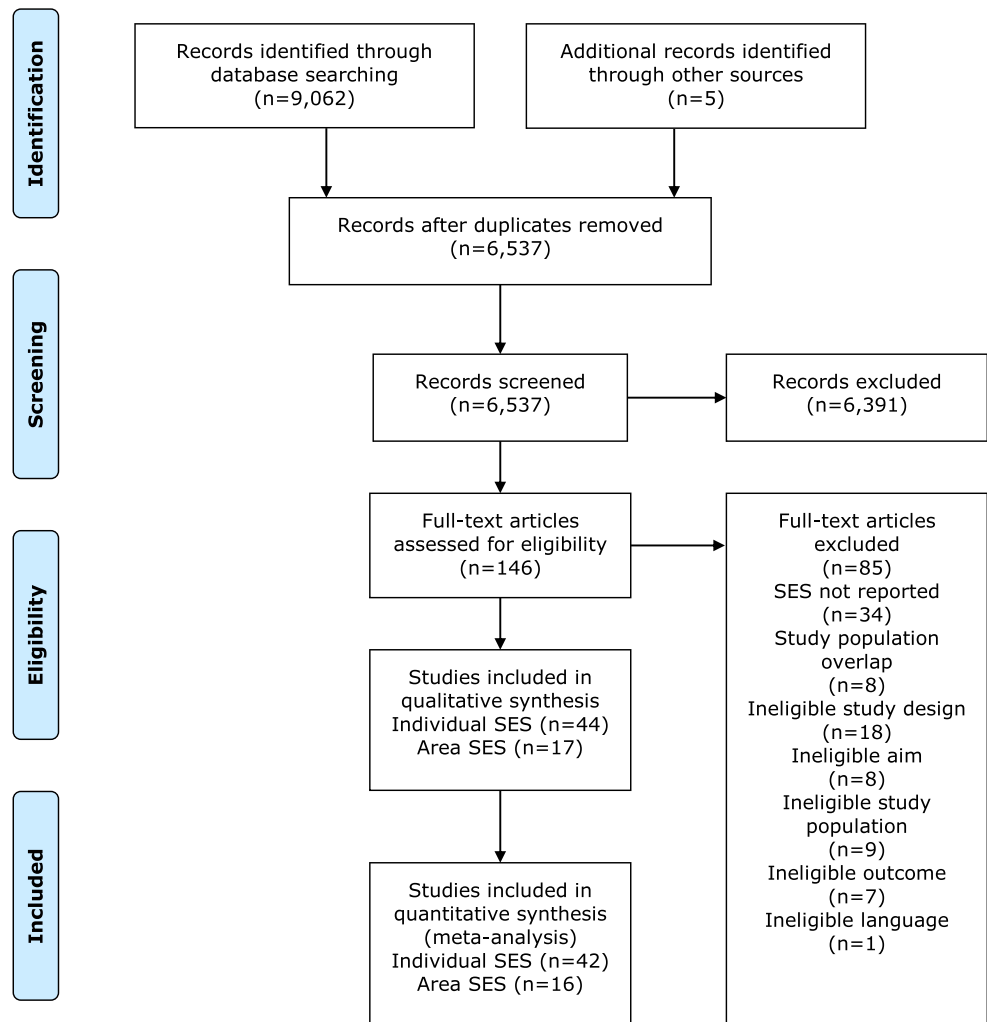 Identification
Records identified through
database searching
(n=9,062)
Additional records identified
through other sources
(n=5)
Records after duplicates removed
(n=6,537)
Screening
Records screened
(n=6,537)
Records excluded
(n=6,391)
Eligibility
Full-text articles
assessed for eligibility
(n=146)
Full-text articles
excluded
(n=85)
SES not reported
(n=34)
Study population
overlap
(n=8)
Ineligible study design
(n=18)
Ineligible aim
(n=8)
Ineligible study
population
(n=9)
Ineligible outcome
(n=7)
Ineligible language
(n=1)
Studies included in
qualitative synthesis
Individual SES (n=44)
Area SES (n=17)
Included
Studies included in
quantitative synthesis
(meta-analysis)
Individual SES (n=42)
Area SES (n=16)